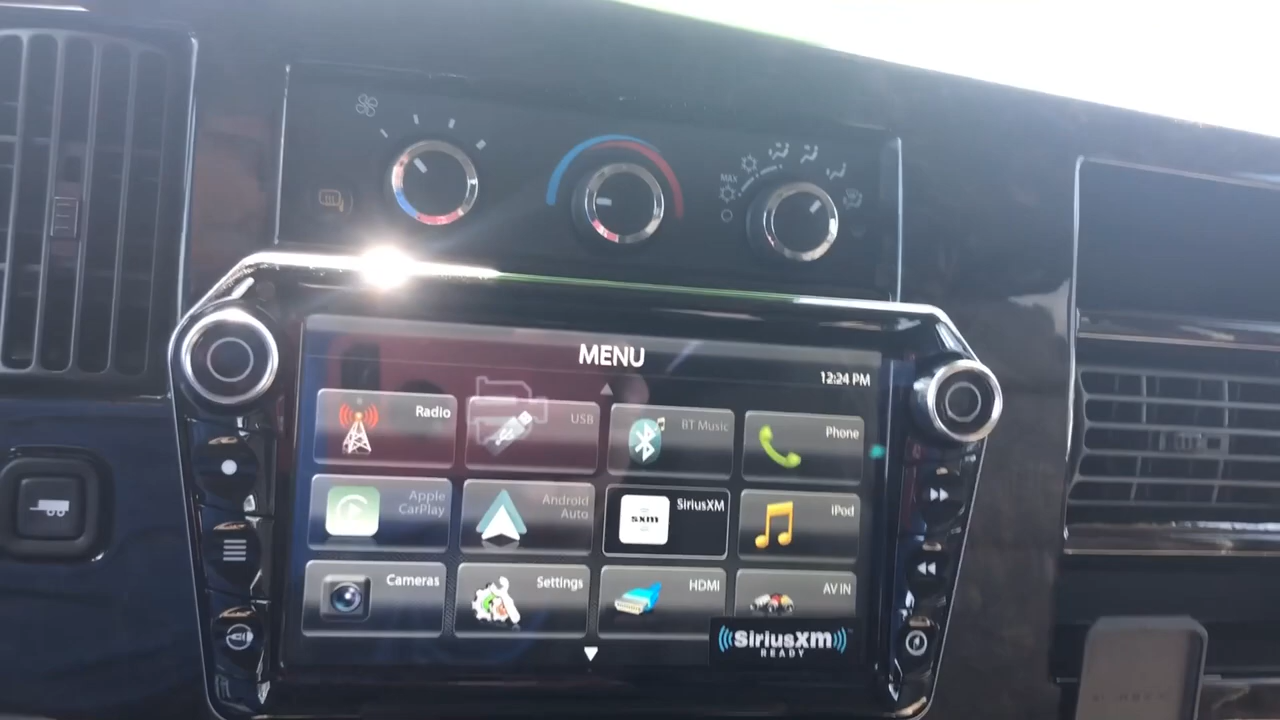 MAX
MENU
12:24 PM
Radio
USB
BT Music
Phone
Apple
CarPlay
Android
Auto
sxm
SiriusXM
iPod
Cameras
Settings
HDMI
AV IN
SiriusXM
READY